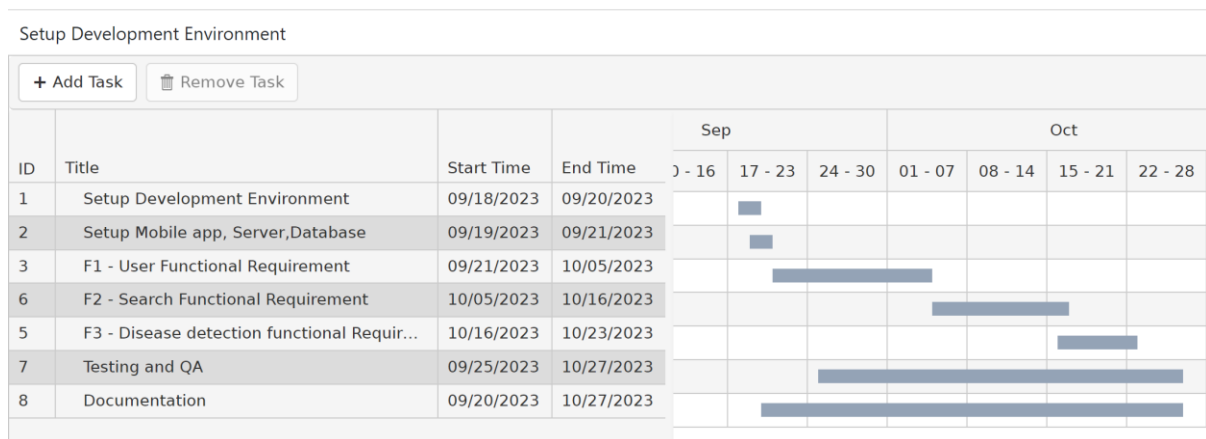 Setup Development Environment
+ Add Task Remove Task
Sep Oct
ID Title Start Time End Time 0 - 16 17 - 23 24 - 30 01 - 07 08 - 14 15 - 21 22 - 28
1 Setup Development Environment 09/18/2023 09/20/2023
2 Setup Mobile app, Server,Database 09/19/2023 09/21/2023
3 F1 - User Functional Requirement 09/21/2023 10/05/2023
6 F2 - Search Functional Requirement 10/05/2023 10/16/2023
5 F3 - Disease detection functional Requir... 10/16/2023 10/23/2023
7 Testing and QA 09/25/2023 10/27/2023
8 Documentation 09/20/2023 10/27/2023